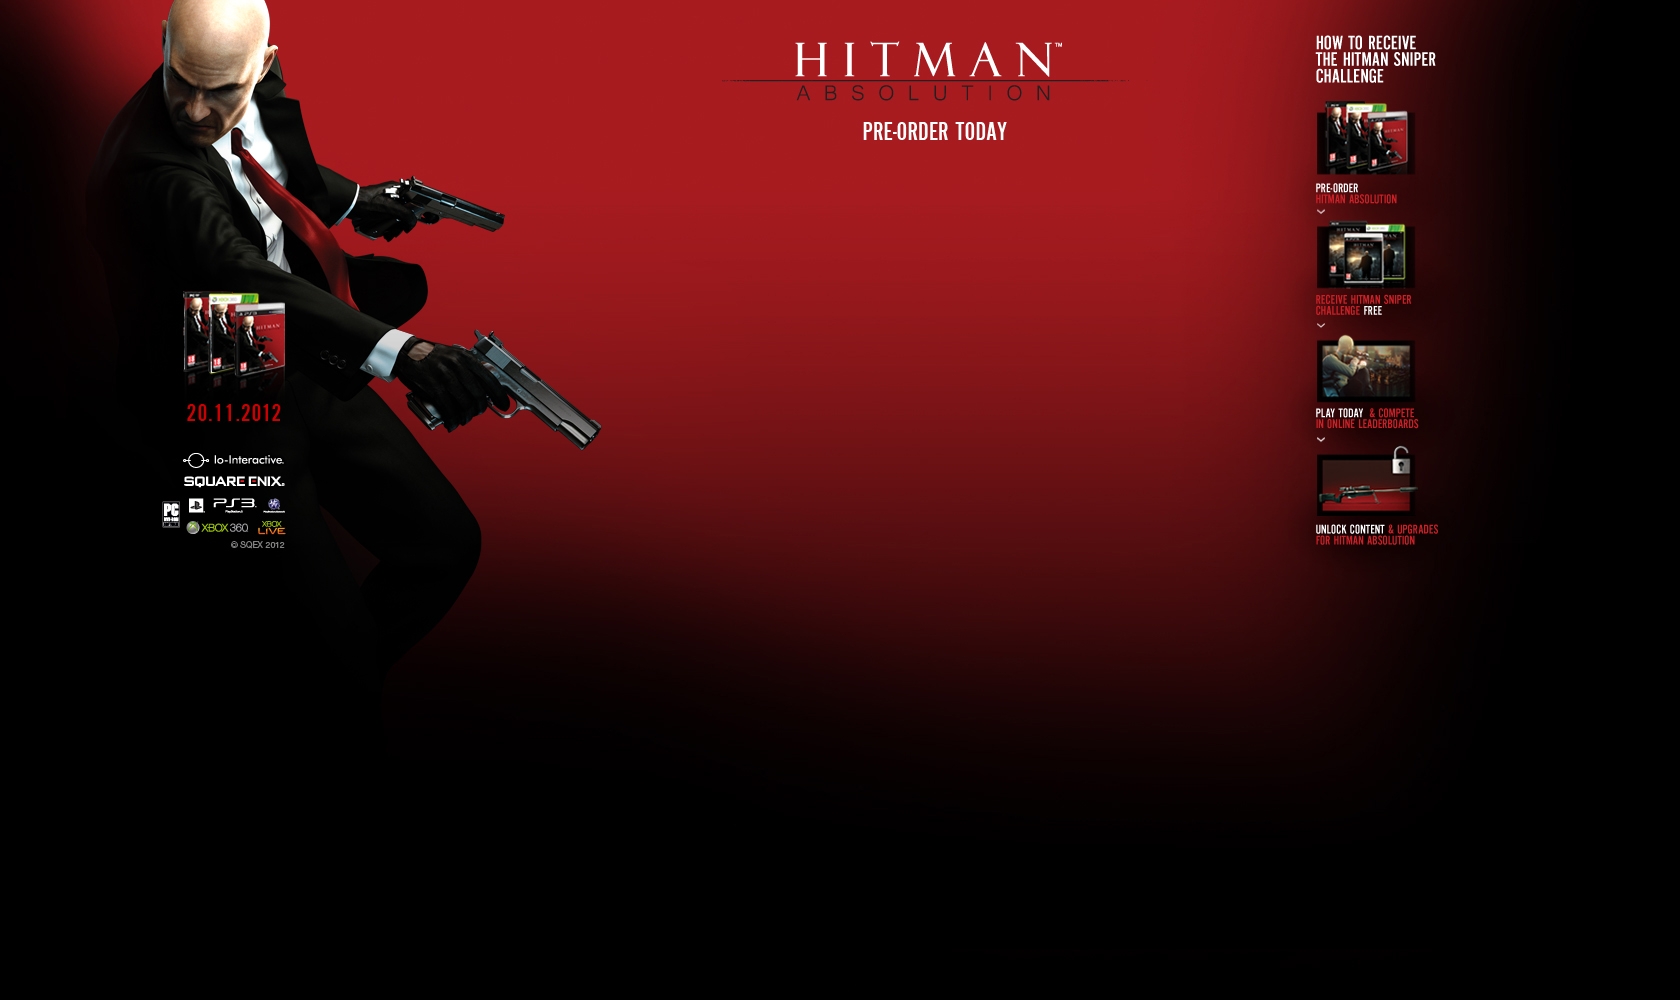 HITMAN™
ABSOLUTION
PRE-ORDER TODAY
20.11.2012
Io-Interactive.
SQUARE ENIX.
PC
PS3
XBOX 360
XBOX
LIVE
© SQEX 2012
HOW TO RECEIVE
THE HITMAN SNIPER
CHALLENGE
PRE-ORDER
HITMAN ABSOLUTION
RECEIVE HITMAN SNIPER
CHALLENGE FREE
PLAY TODAY & COMPETE
IN ONLINE LEADERBOARDS
UNLOCK CONTENT & UPGRADES
FOR HITMAN ABSOLUTION